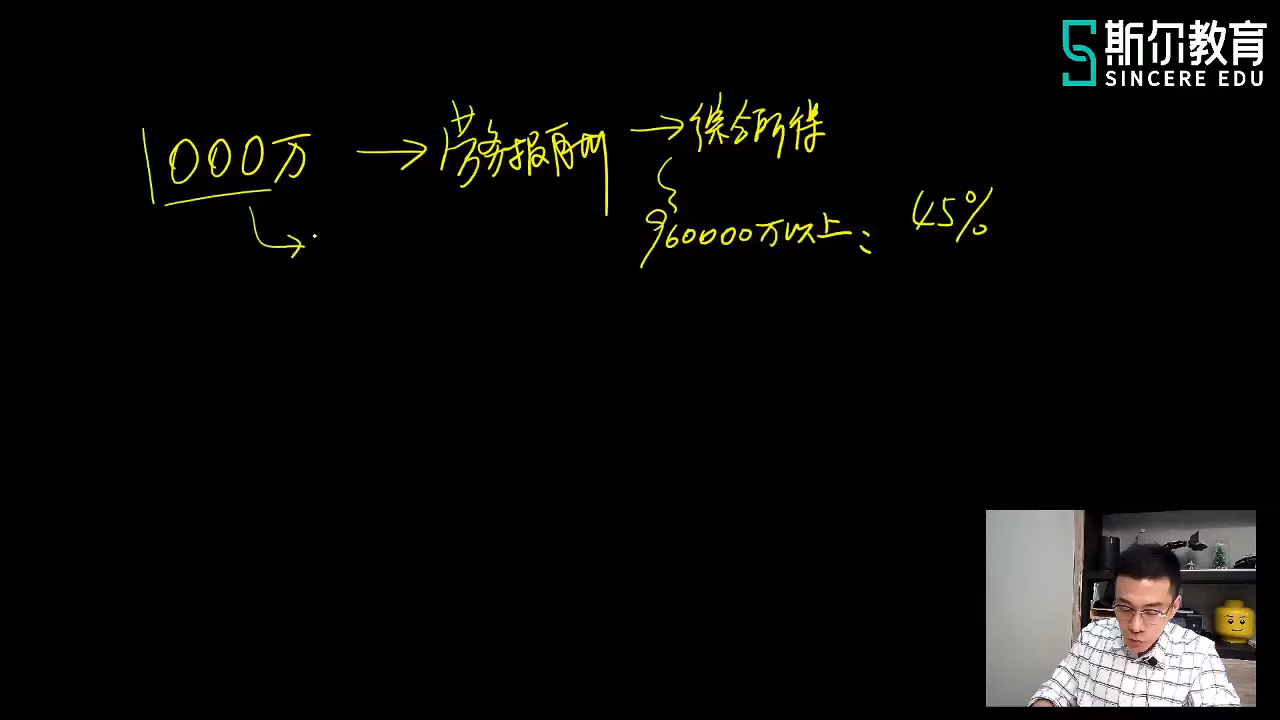 斯尔教育
SINCERE EDU
1000万 → 劳务报酬 → 综合所得
960000万以上: 45%